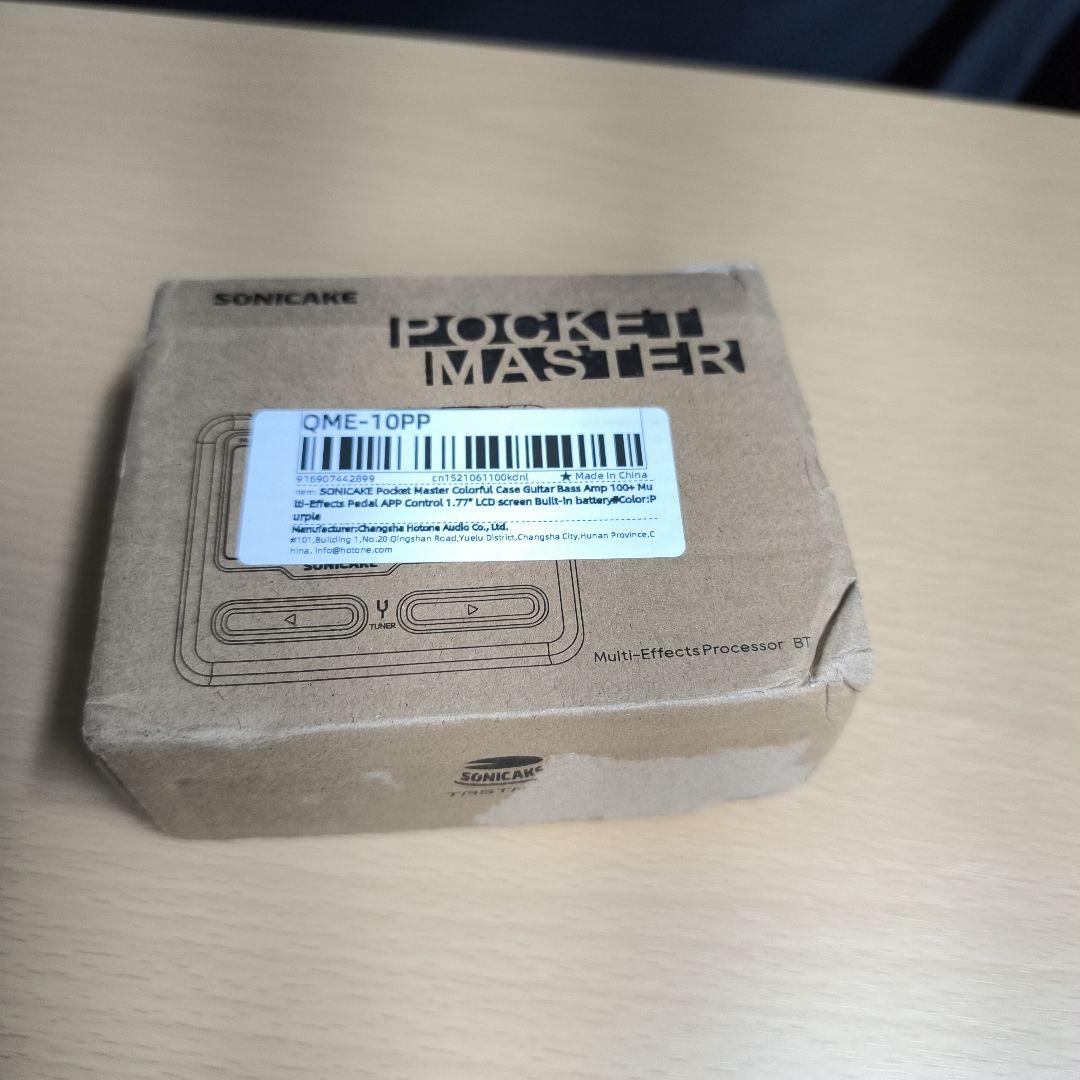 SONICAKE
POCKET
MASTER
QME-10PP
916907442899 cn1521061100kdnl ★ Made In China
Item: SONICAKE Pocket Master Colorful Case Guitar Bass Amp 100+ Mu
lti-Effects Pedal APP Control 1.77" LCD screen Built-in battery#Color:P
urple
Manufacturer:Changsha Hotone Audio Co., Ltd.
#101,Building 1,No.20 Qingshan Road,Yuelu District,Changsha City,Hunan Province,C
hina, info@hotone.com
SONICAKE
TUNER
Multi-Effects Processor BT
SONICAKE